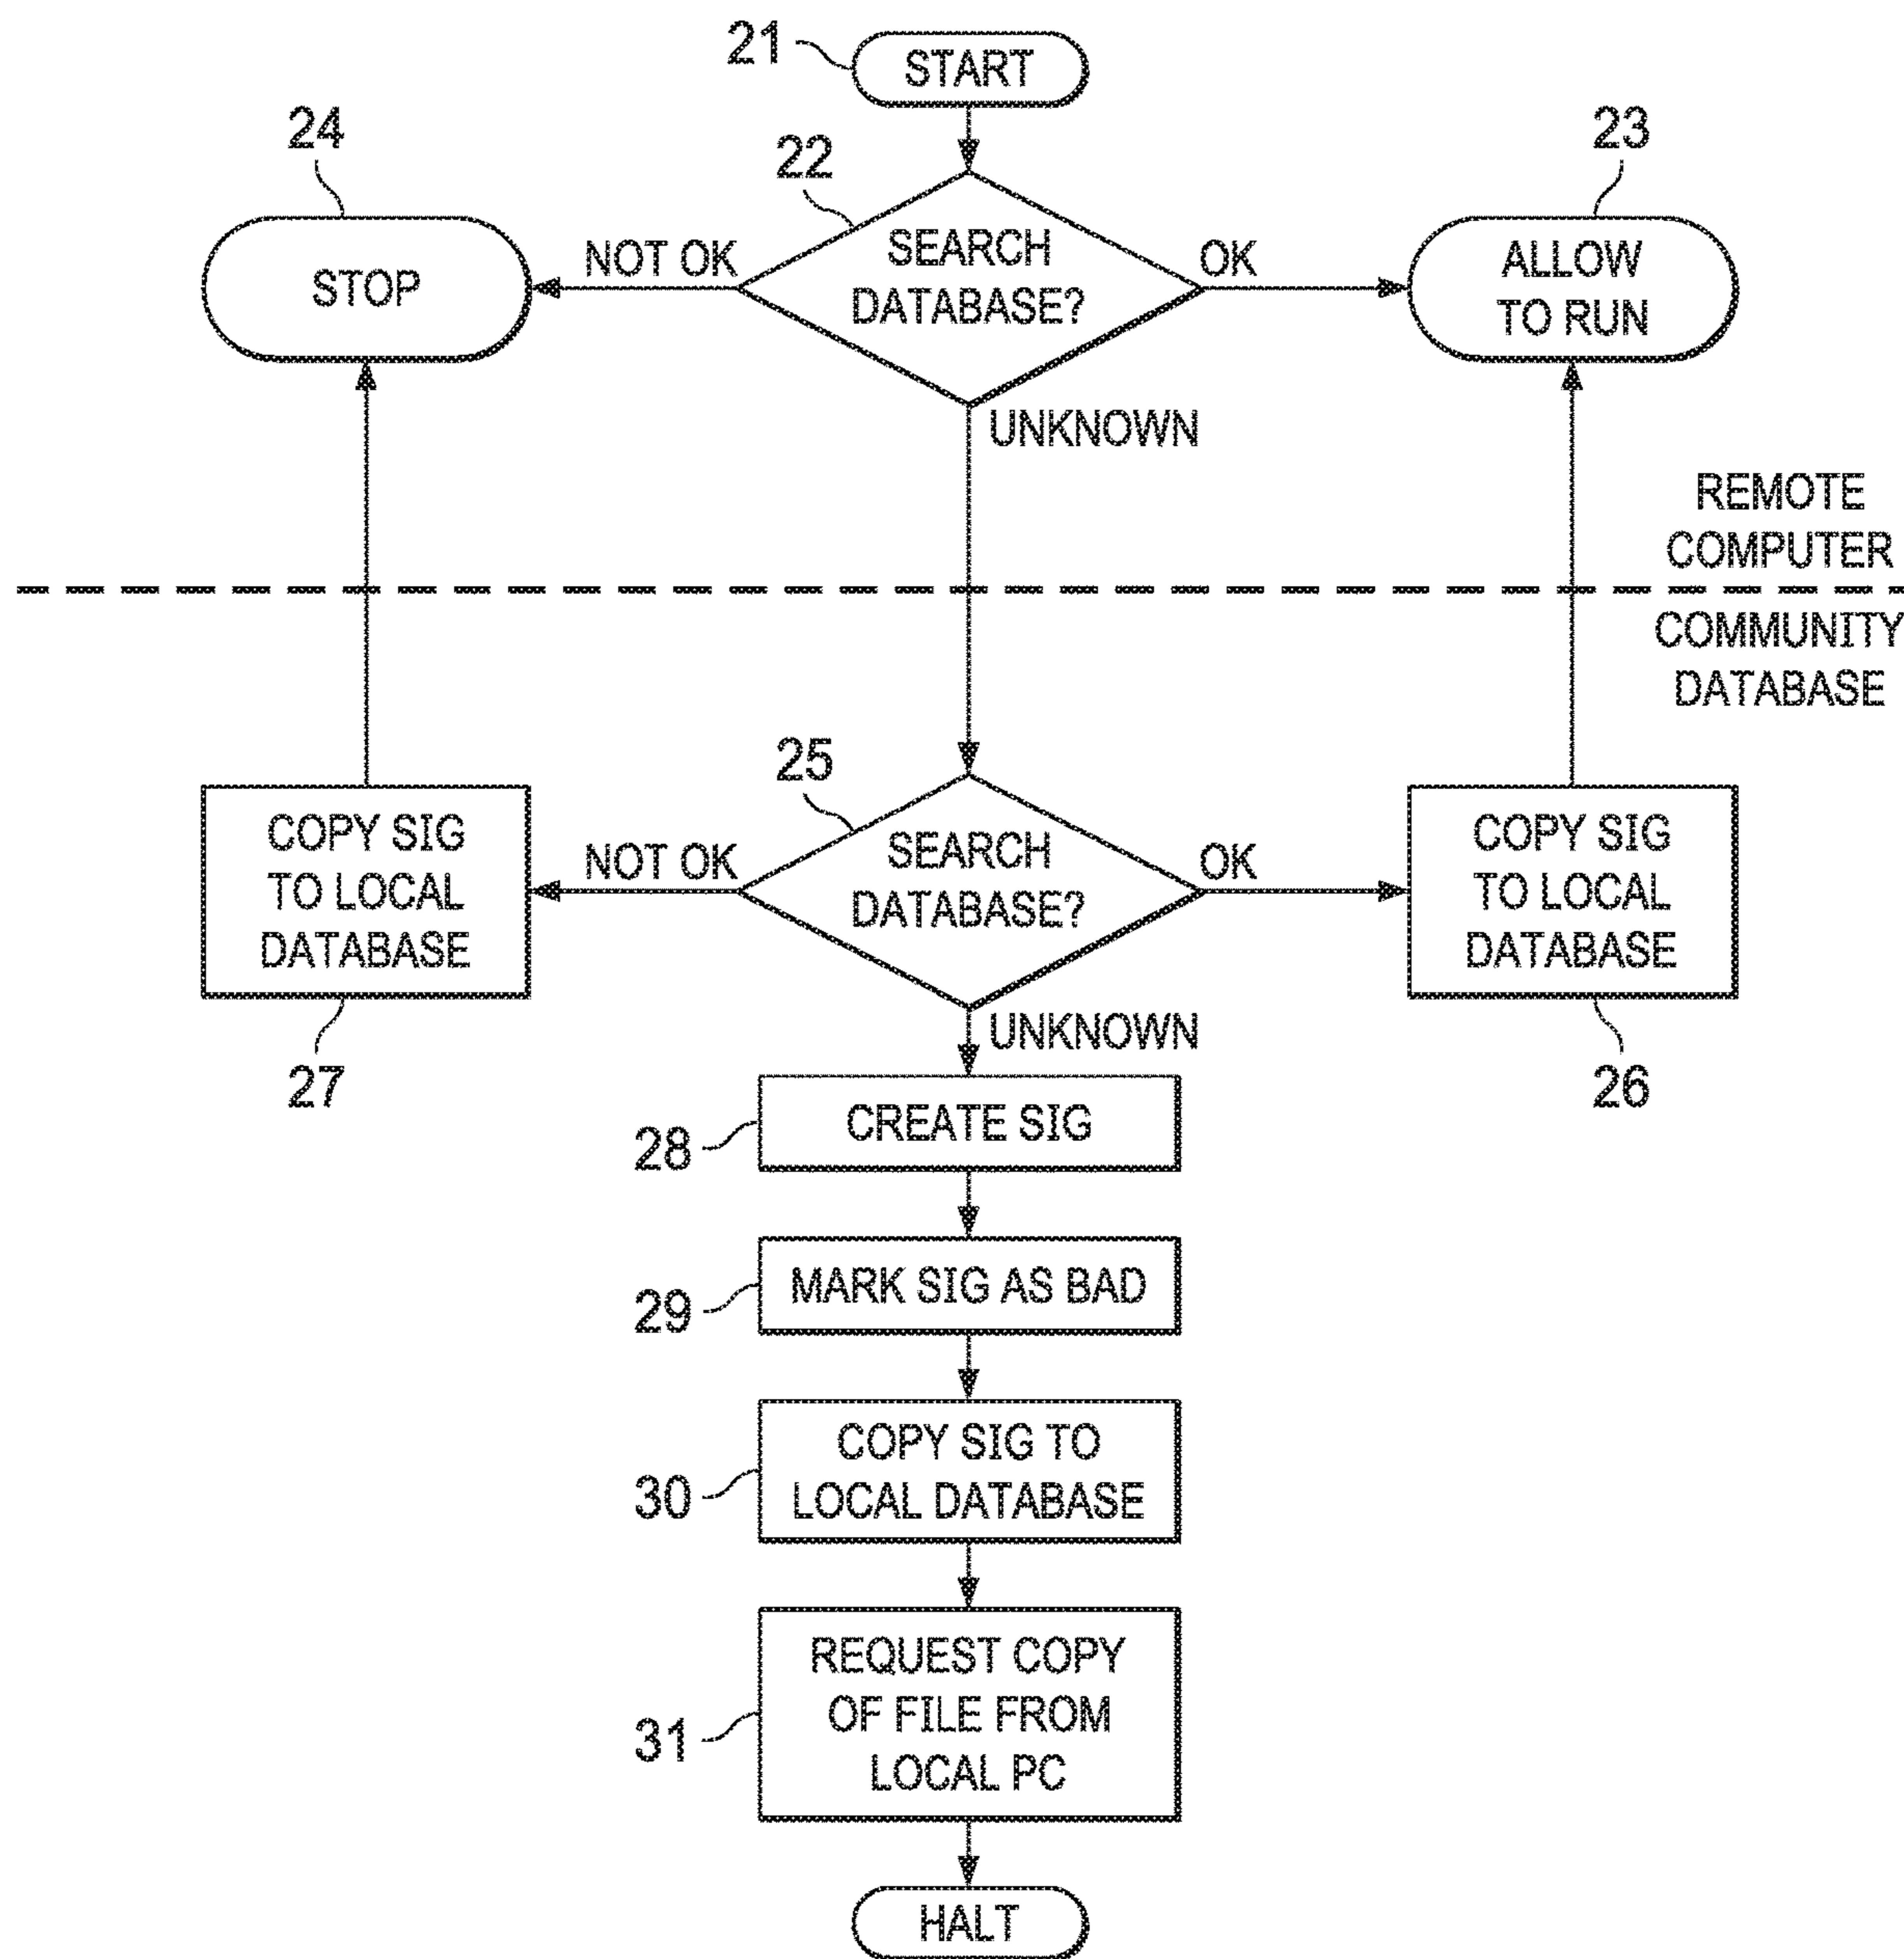 21
START
24
22
23
STOP
NOT OK
SEARCH
DATABASE?
OK
ALLOW
TO RUN
UNKNOWN
REMOTE
COMPUTER
COMMUNITY
DATABASE
25
COPY SIG
TO LOCAL
DATABASE
NOT OK
SEARCH
DATABASE?
OK
COPY SIG
TO LOCAL
DATABASE
UNKNOWN
27
26
28
CREATE SIG
29
MARK SIG AS BAD
30
COPY SIG TO
LOCAL DATABASE
31
REQUEST COPY
OF FILE FROM
LOCAL PC
HALT